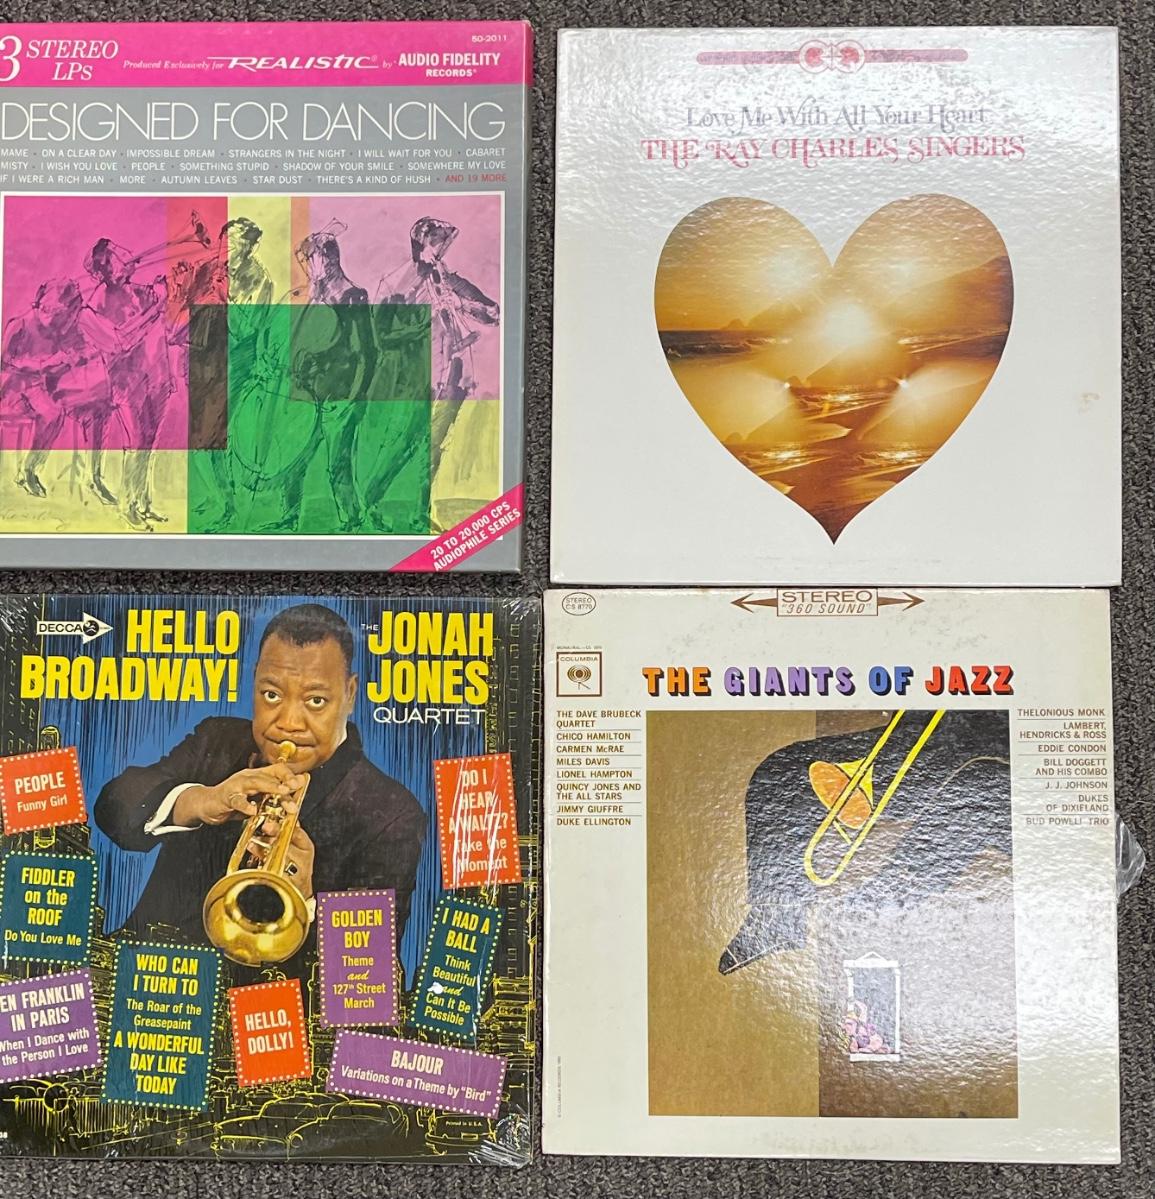 3 STEREO LPs
Produced Exclusively for REALISTIC® by AUDIO FIDELITY RECORDS®
50-2011
DESIGNED FOR DANCING
MAME · ON A CLEAR DAY · IMPOSSIBLE DREAM · STRANGERS IN THE NIGHT · I WILL WAIT FOR YOU · CABARET
MISTY · I WISH YOU LOVE · PEOPLE · SOMETHING STUPID · SHADOW OF YOUR SMILE · SOMEWHERE MY LOVE
IF I WERE A RICH MAN · MORE · AUTUMN LEAVES · STAR DUST · THERE'S A KIND OF HUSH · AND 19 MORE
20 TO 20,000 CPS
AUDIOPHILE SERIES
Love Me With All Your Heart
THE RAY CHARLES SINGERS
DECCA
HELLO
BROADWAY!
THE JONAH
JONES
QUARTET
PEOPLE
Funny Girl
DO I
HEAR
A WALTZ?
Take the
Moment
FIDDLER
on the
ROOF
Do You Love Me
WHO CAN
I TURN TO
The Roar of the
Greasepaint
A WONDERFUL
DAY LIKE
TODAY
GOLDEN
BOY
Theme
and
127th Street
March
I HAD A
BALL
Think
Beautiful
and
Can It Be
Possible
EN FRANKLIN
IN PARIS
When I Dance with
the Person I Love
HELLO,
DOLLY!
BAJOUR
Variations on a Theme by "Bird"
Printed in U.S.A.
38
STEREO
CS 8770
STEREO
"360 SOUND"
COLUMBIA
THE GIANTS OF JAZZ
THE DAVE BRUBECK
QUARTET
CHICO HAMILTON
CARMEN McRAE
MILES DAVIS
LIONEL HAMPTON
QUINCY JONES AND
THE ALL STARS
JIMMY GIUFFRE
DUKE ELLINGTON
THELONIOUS MONK
LAMBERT,
HENDRICKS & ROSS
EDDIE CONDON
BILL DOGGETT
AND HIS COMBO
J. J. JOHNSON
DUKES
OF DIXIELAND
BUD POWELL TRIO